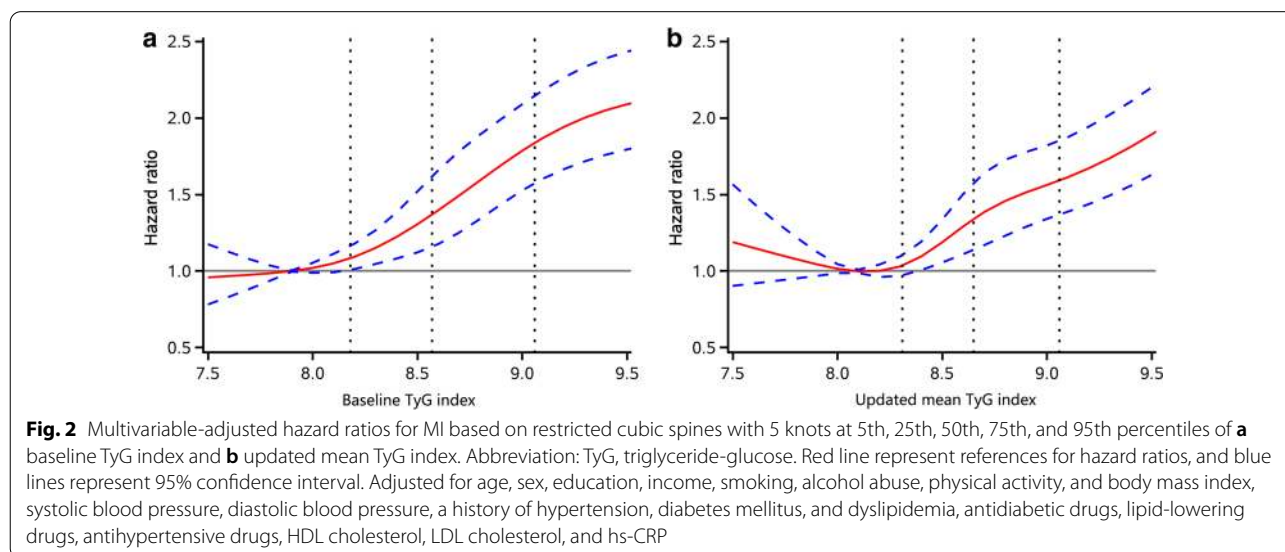 a
b
2.5
2.0
1.5
1.0
0.5
Hazard ratio
7.5 8.0 8.5 9.0 9.5
Baseline TyG index
2.5
2.0
1.5
1.0
0.5
Hazard ratio
7.5 8.0 8.5 9.0 9.5
Updated mean TyG index
Fig. 2 Multivariable-adjusted hazard ratios for MI based on restricted cubic spines with 5 knots at 5th, 25th, 50th, 75th, and 95th percentiles of a
baseline TyG index and b updated mean TyG index. Abbreviation: TyG, triglyceride-glucose. Red line represent references for hazard ratios, and blue
lines represent 95% confidence interval. Adjusted for age, sex, education, income, smoking, alcohol abuse, physical activity, and body mass index,
systolic blood pressure, diastolic blood pressure, a history of hypertension, diabetes mellitus, and dyslipidemia, antidiabetic drugs, lipid-lowering
drugs, antihypertensive drugs, HDL cholesterol, LDL cholesterol, and hs-CRP